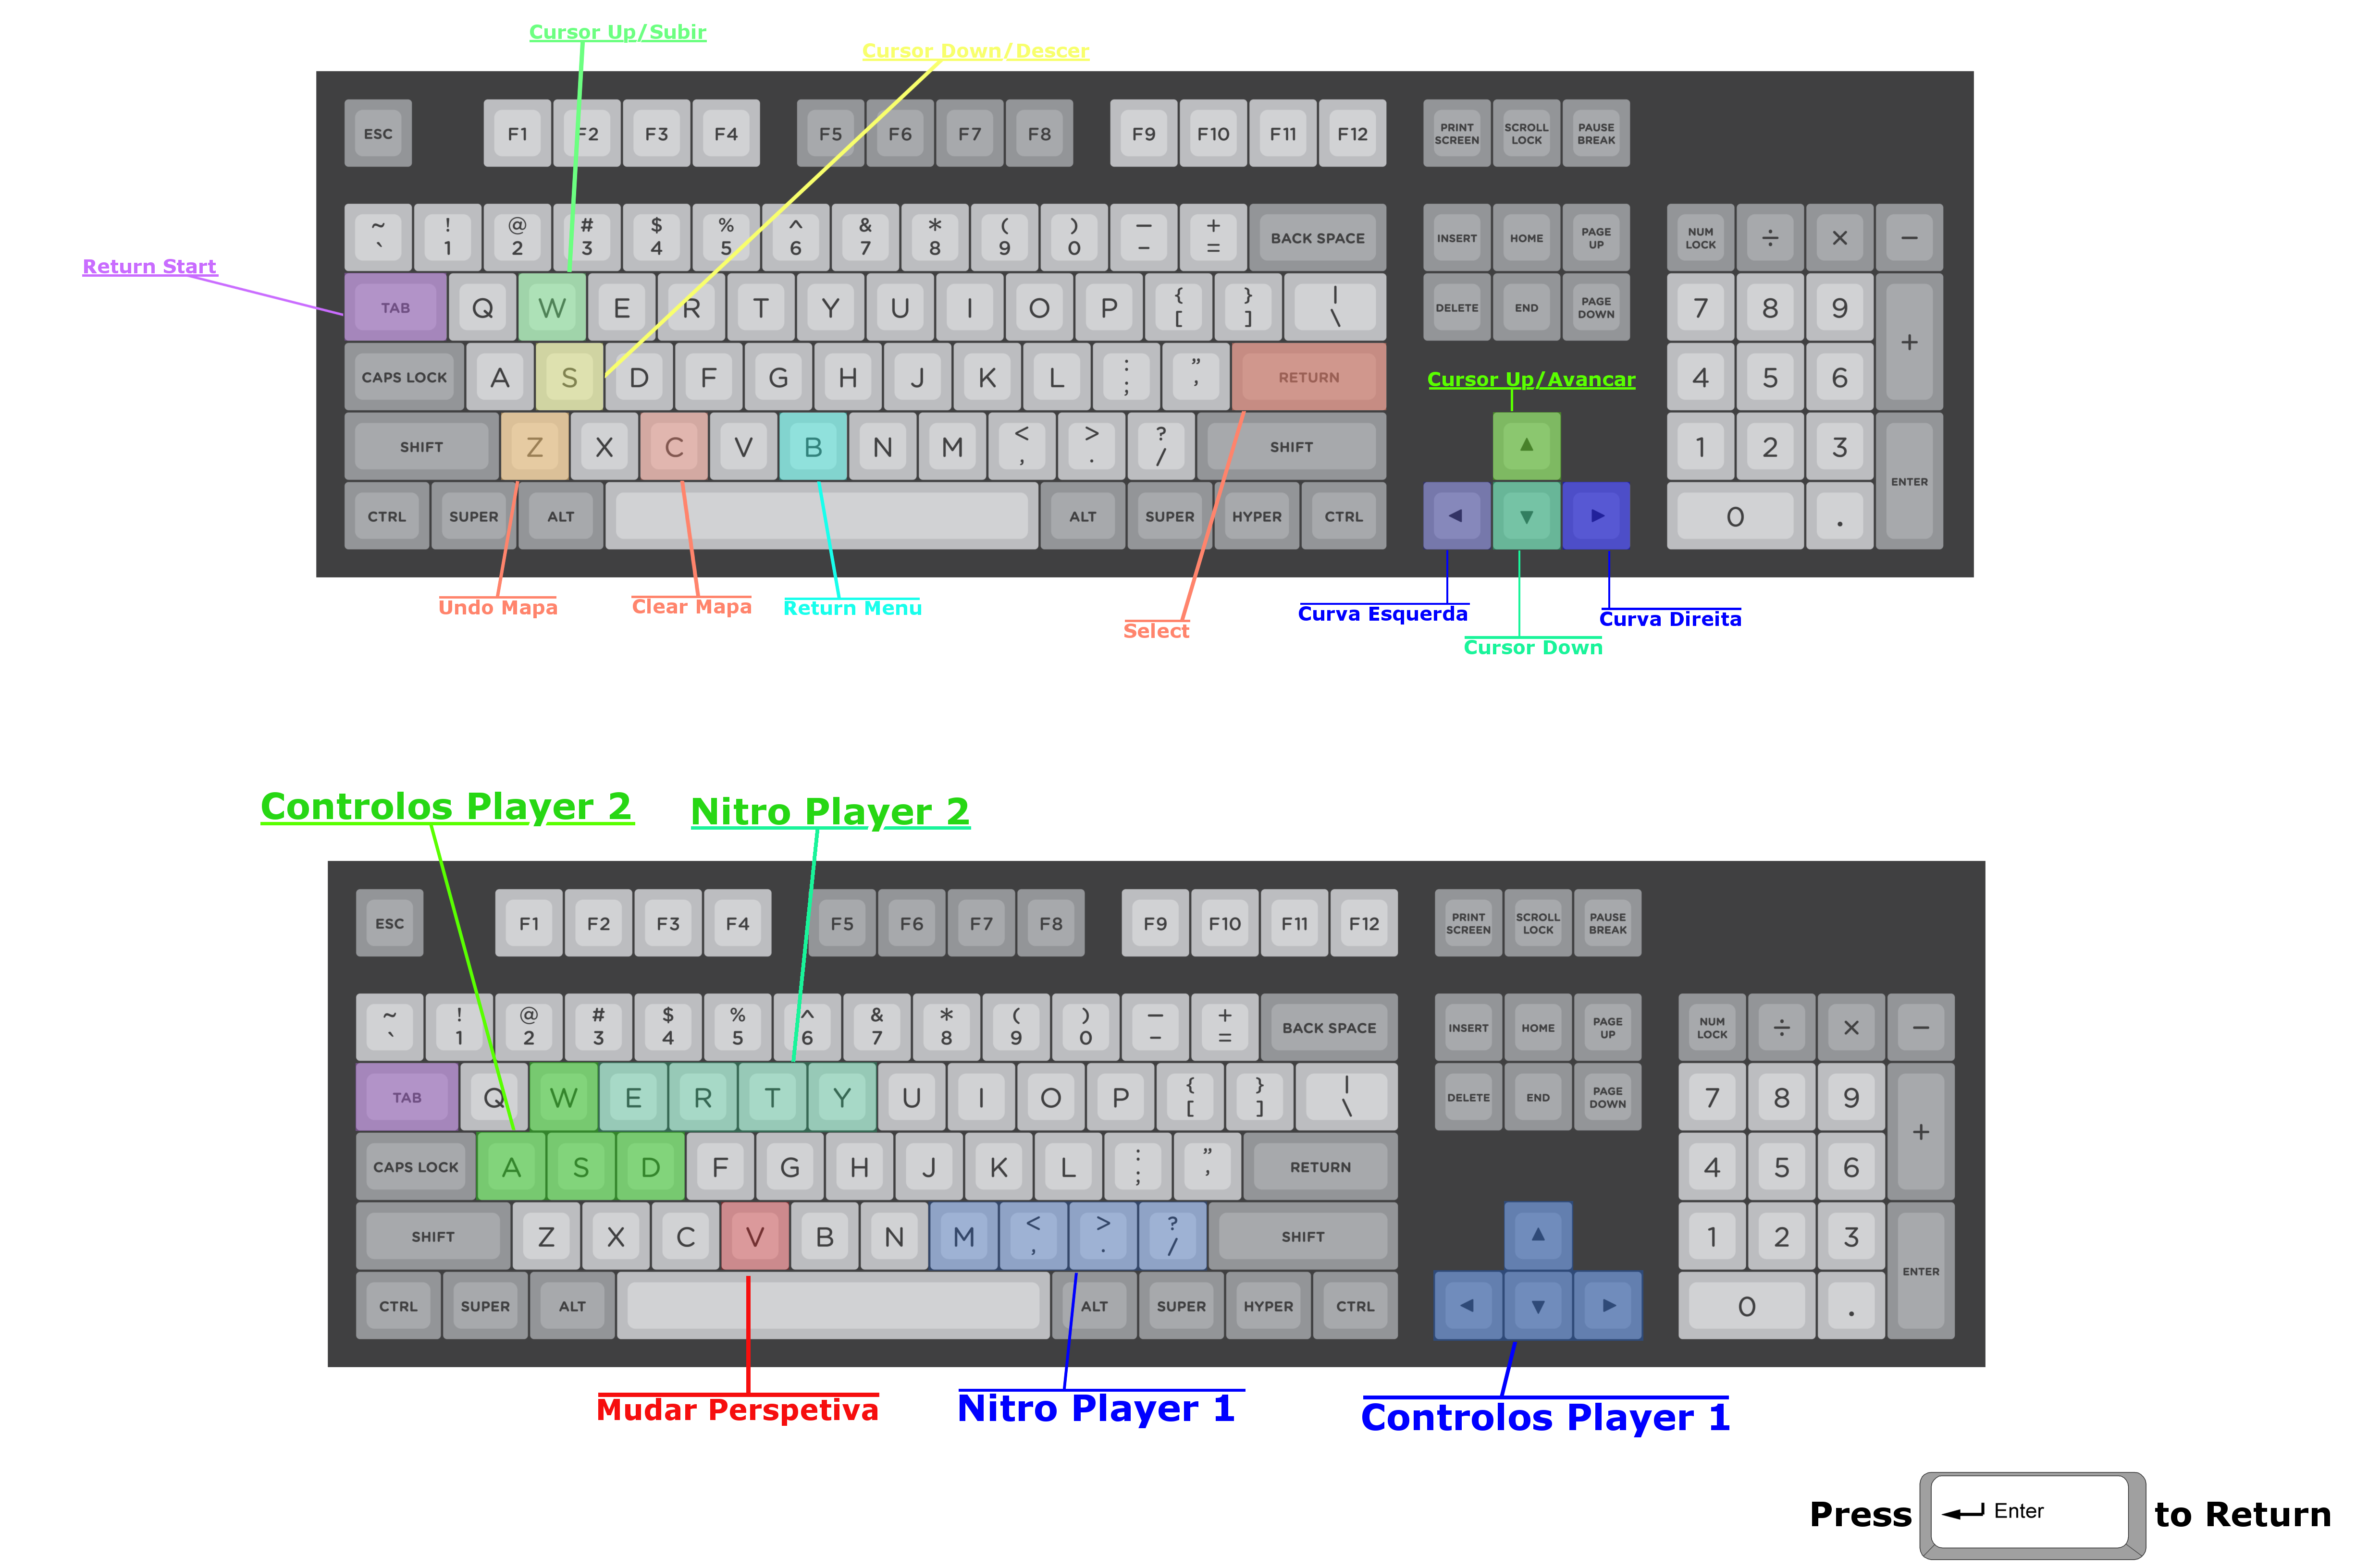 Cursor Up/Subir
Cursor Down/Descer
ESC F1 F2 F3 F4 F5 F6 F7 F8 F9 F10 F11 F12 PRINT SCREEN SCROLL LOCK PAUSE BREAK
~ ! @ # $ % ^ & * ( ) — +
` 1 2 3 4 5 6 7 8 9 0 – = BACK SPACE INSERT HOME PAGE UP NUM LOCK ÷ × −
Return Start
TAB Q W E R T Y U I O P { [ } ] | \ DELETE END PAGE DOWN 7 8 9 +
CAPS LOCK A S D F G H J K L : ; ” ’ RETURN 4 5 6
Cursor Up/Avancar
SHIFT Z X C V B N M < , > . ? / SHIFT ▲ 1 2 3 ENTER
CTRL SUPER ALT ALT SUPER HYPER CTRL ◄ ▼ ► 0 .
Undo Mapa
Clear Mapa
Return Menu
Select
Curva Esquerda
Curva Direita
Cursor Down
Controlos Player 2
Nitro Player 2
ESC F1 F2 F3 F4 F5 F6 F7 F8 F9 F10 F11 F12 PRINT SCREEN SCROLL LOCK PAUSE BREAK
~ ! @ # $ % ^ & * ( ) — +
` 1 2 3 4 5 6 7 8 9 0 – = BACK SPACE INSERT HOME PAGE UP NUM LOCK ÷ × −
TAB Q W E R T Y U I O P { [ } ] | \ DELETE END PAGE DOWN 7 8 9 +
CAPS LOCK A S D F G H J K L : ; ” ’ RETURN 4 5 6
SHIFT Z X C V B N M < , > . ? / SHIFT ▲ 1 2 3 ENTER
CTRL SUPER ALT ALT SUPER HYPER CTRL ◄ ▼ ► 0 .
Mudar Perspetiva
Nitro Player 1
Controlos Player 1
Press Enter to Return